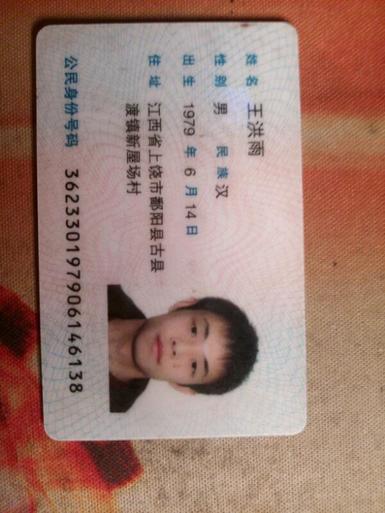 姓名 王洪雨
性别 男 民族 汉
出生 1979 年 6 月 14 日
住址 江西省上饶市鄱阳县古县
渡镇新屋场村
公民身份号码 362330197906146138